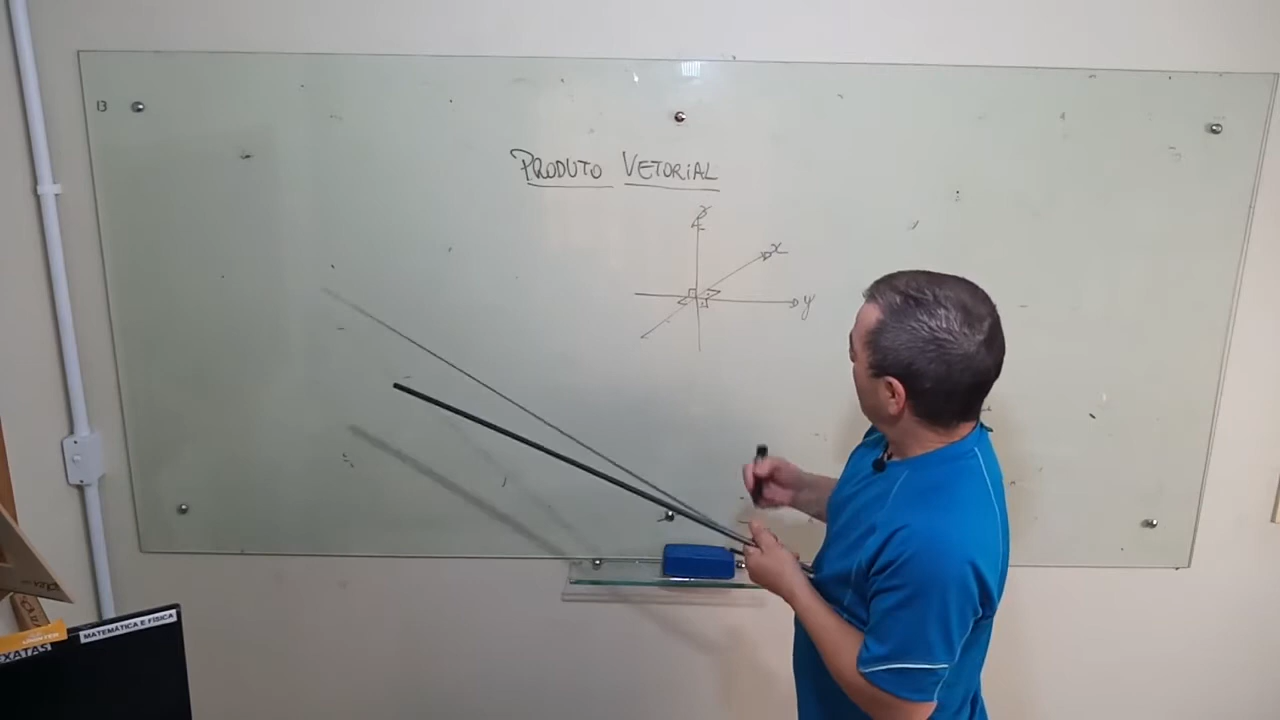 13
PRODUTO VETORIAL
z
x
y
MATEMÁTICA E FÍSICA
EXATAS